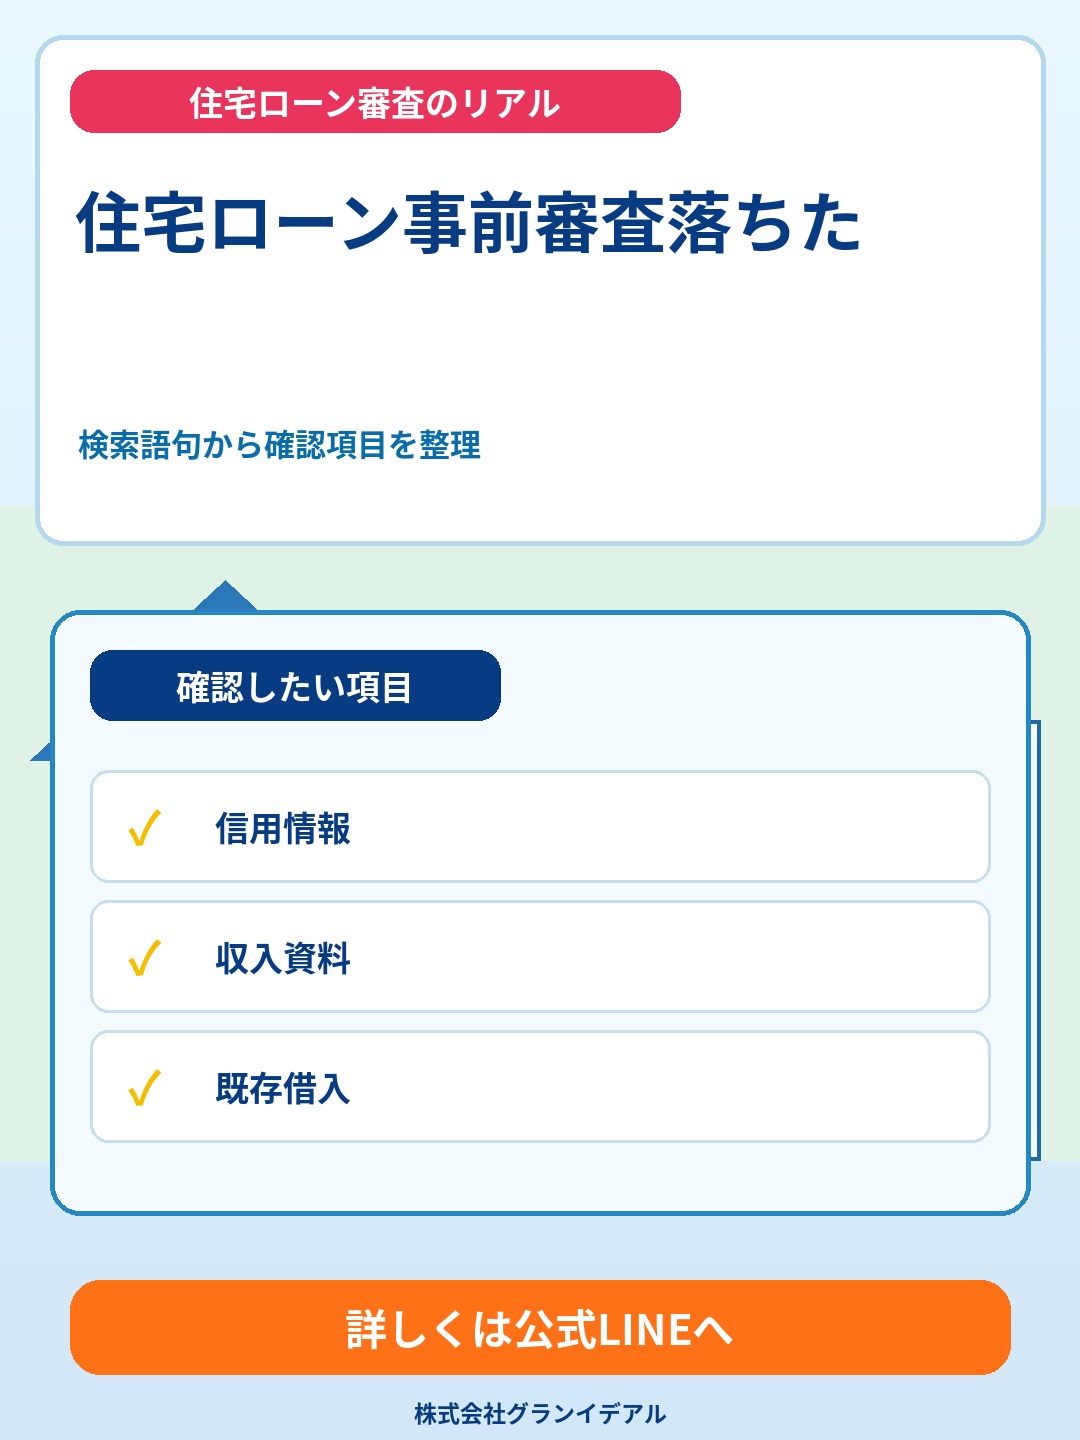 住宅ローン審査のリアル
住宅ローン事前審査落ちた
検索語句から確認項目を整理
確認したい項目
✓ 信用情報
✓ 収入資料
✓ 既存借入
詳しくは公式LINEへ
株式会社グランイデアル